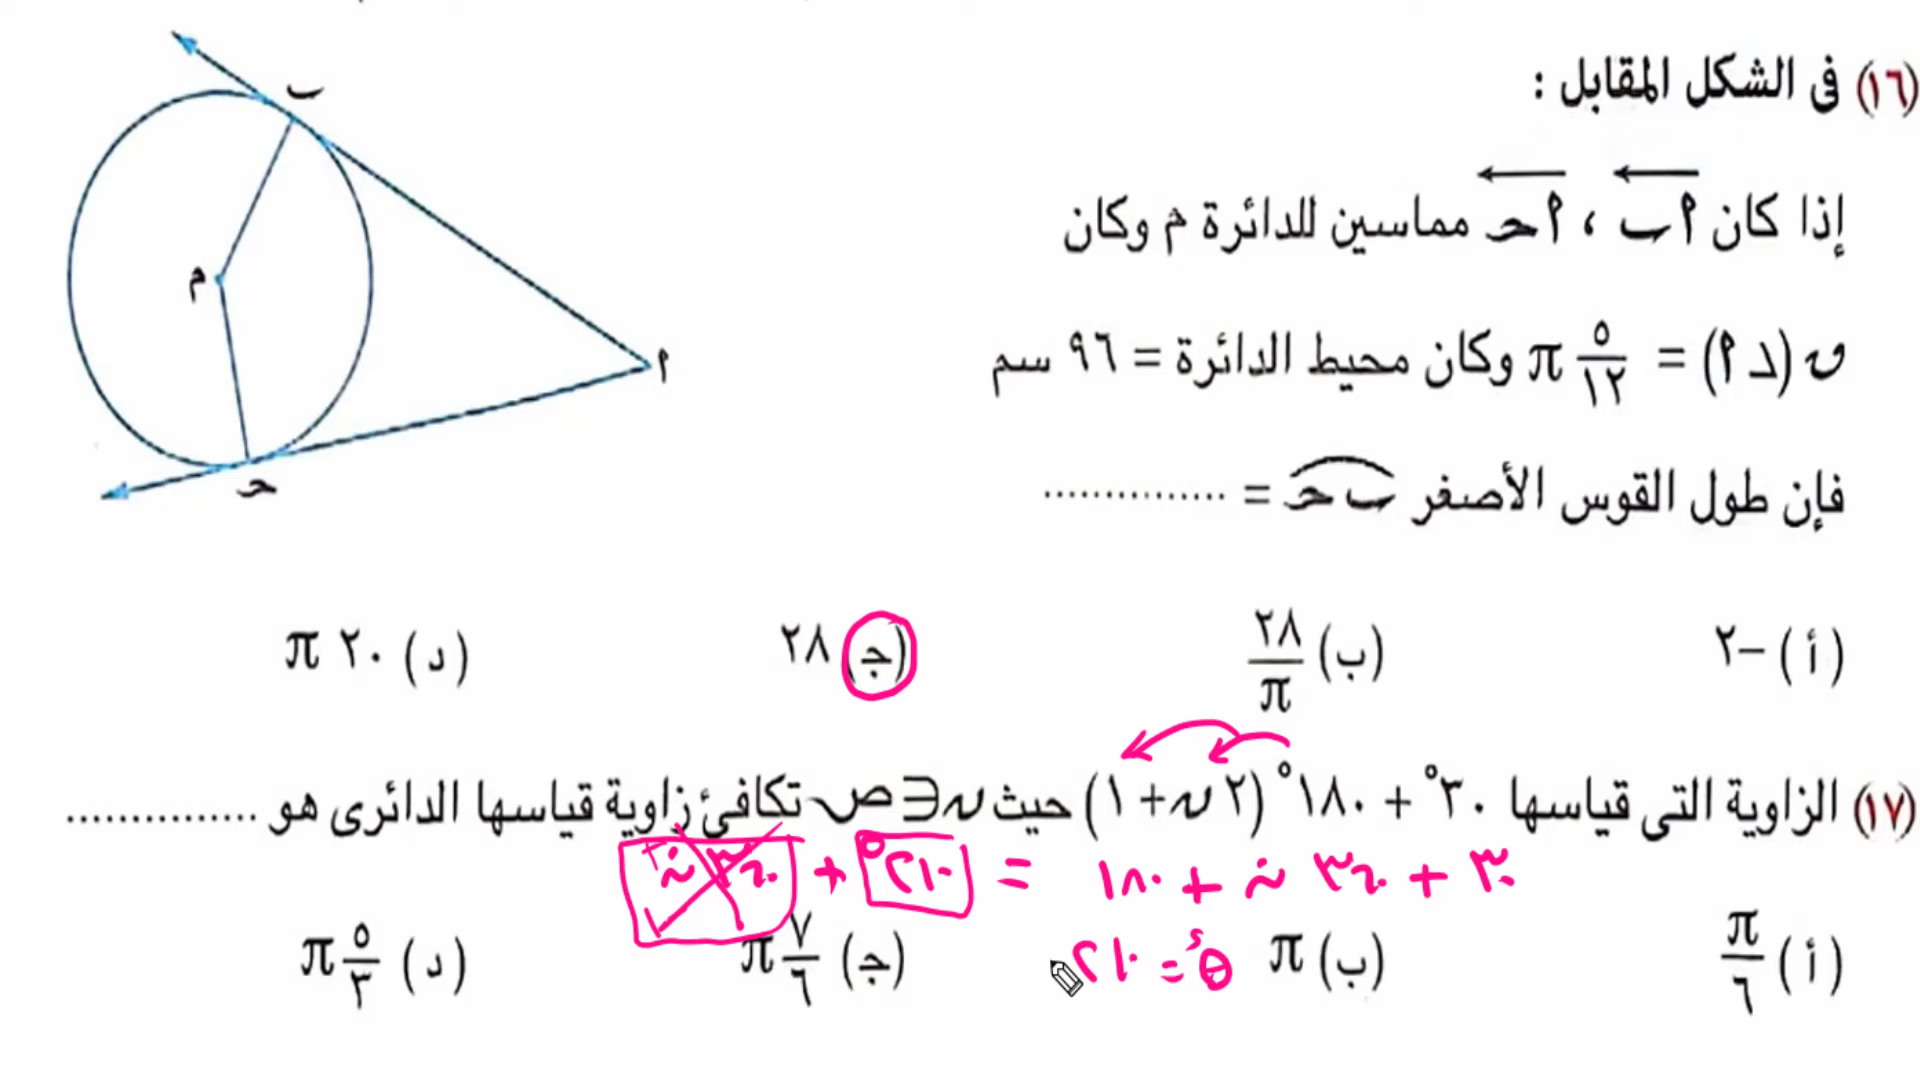 (١٦) فى الشكل المقابل :
إذا كان أب ، أحـ مماسين للدائرة م وكان
ق (د أ) = ٥/١٢ π وكان محيط الدائرة = ٩٦ سم
فإن طول القوس الأصغر ب حـ = ...............
(أ) –٢ (ب) ٢٨/π (جـ) ٢٨ (د) ٢٠ π
ب
م
أ
حـ
(١٧) الزاوية التى قياسها ٣٠° + ١٨٠° (٢ ن + ١) حيث ن ∈ ص تكافئ زاوية قياسها الدائرى هو ...............
٣٠ + ٣٦٠ ن + ١٨٠ = ٢١٠° + ٣٦٠ ن
(أ) π/٦ (ب) π (جـ) ٧/٦ π (د) ٥/٣ π
θء = ٢١٠